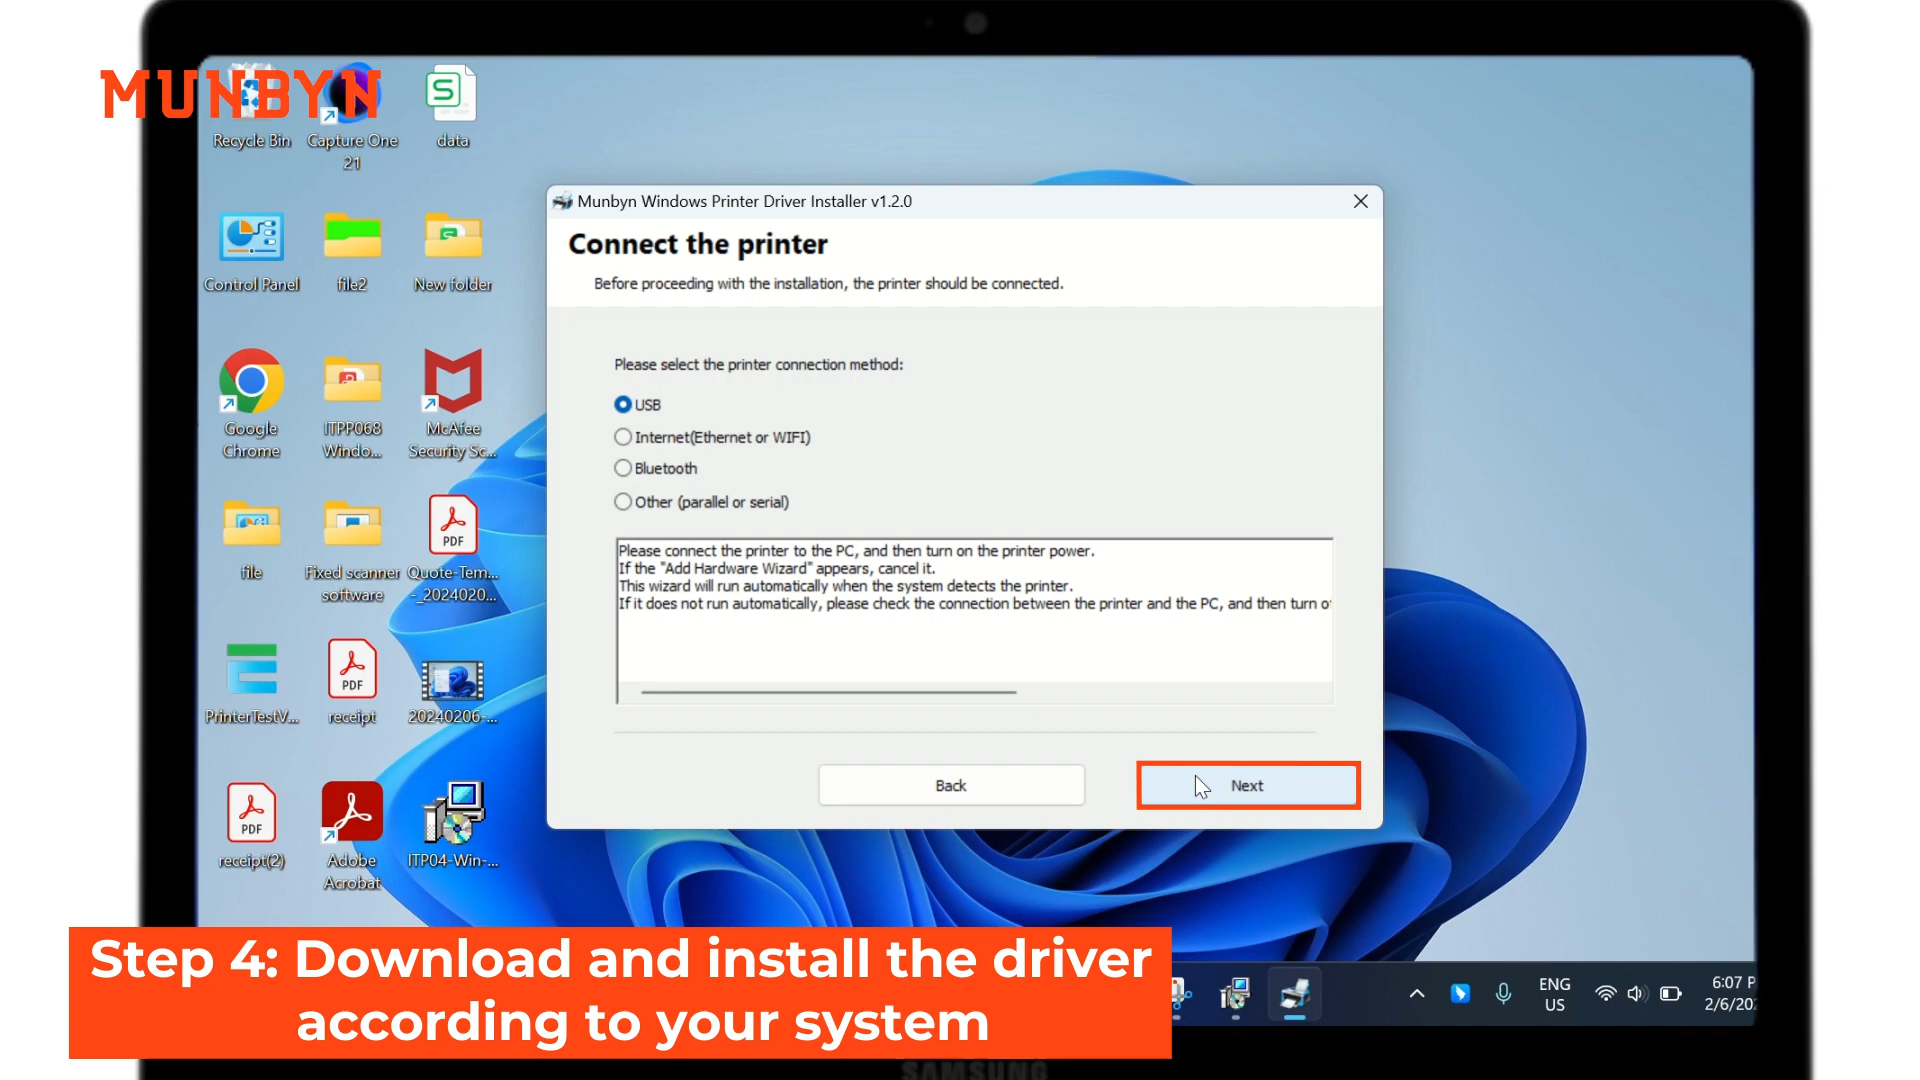 MUNBYN
Recycle Bin
Capture One
21
data
Control Panel
file2
New folder
Google
Chrome
ITPP068
Windo...
McAfee
Security Sc...
file
Fixed scanner
software
PDF
Quote-Tem...
-_2024020...
PrinterTestV...
PDF
receipt
20240206-...
PDF
receipt(2)
Adobe
Acrobat
ITP04-Win-...
Munbyn Windows Printer Driver Installer v1.2.0
Connect the printer
Before proceeding with the installation, the printer should be connected.
Please select the printer connection method:
USB
Internet(Ethernet or WIFI)
Bluetooth
Other (parallel or serial)
Please connect the printer to the PC, and then turn on the printer power.
If the "Add Hardware Wizard" appears, cancel it.
This wizard will run automatically when the system detects the printer.
If it does not run automatically, please check the connection between the printer and the PC, and then turn o
Back
Next
Step 4: Download and install the driver
according to your system
ENG
US
6:07 P
2/6/202
SAMSUNG